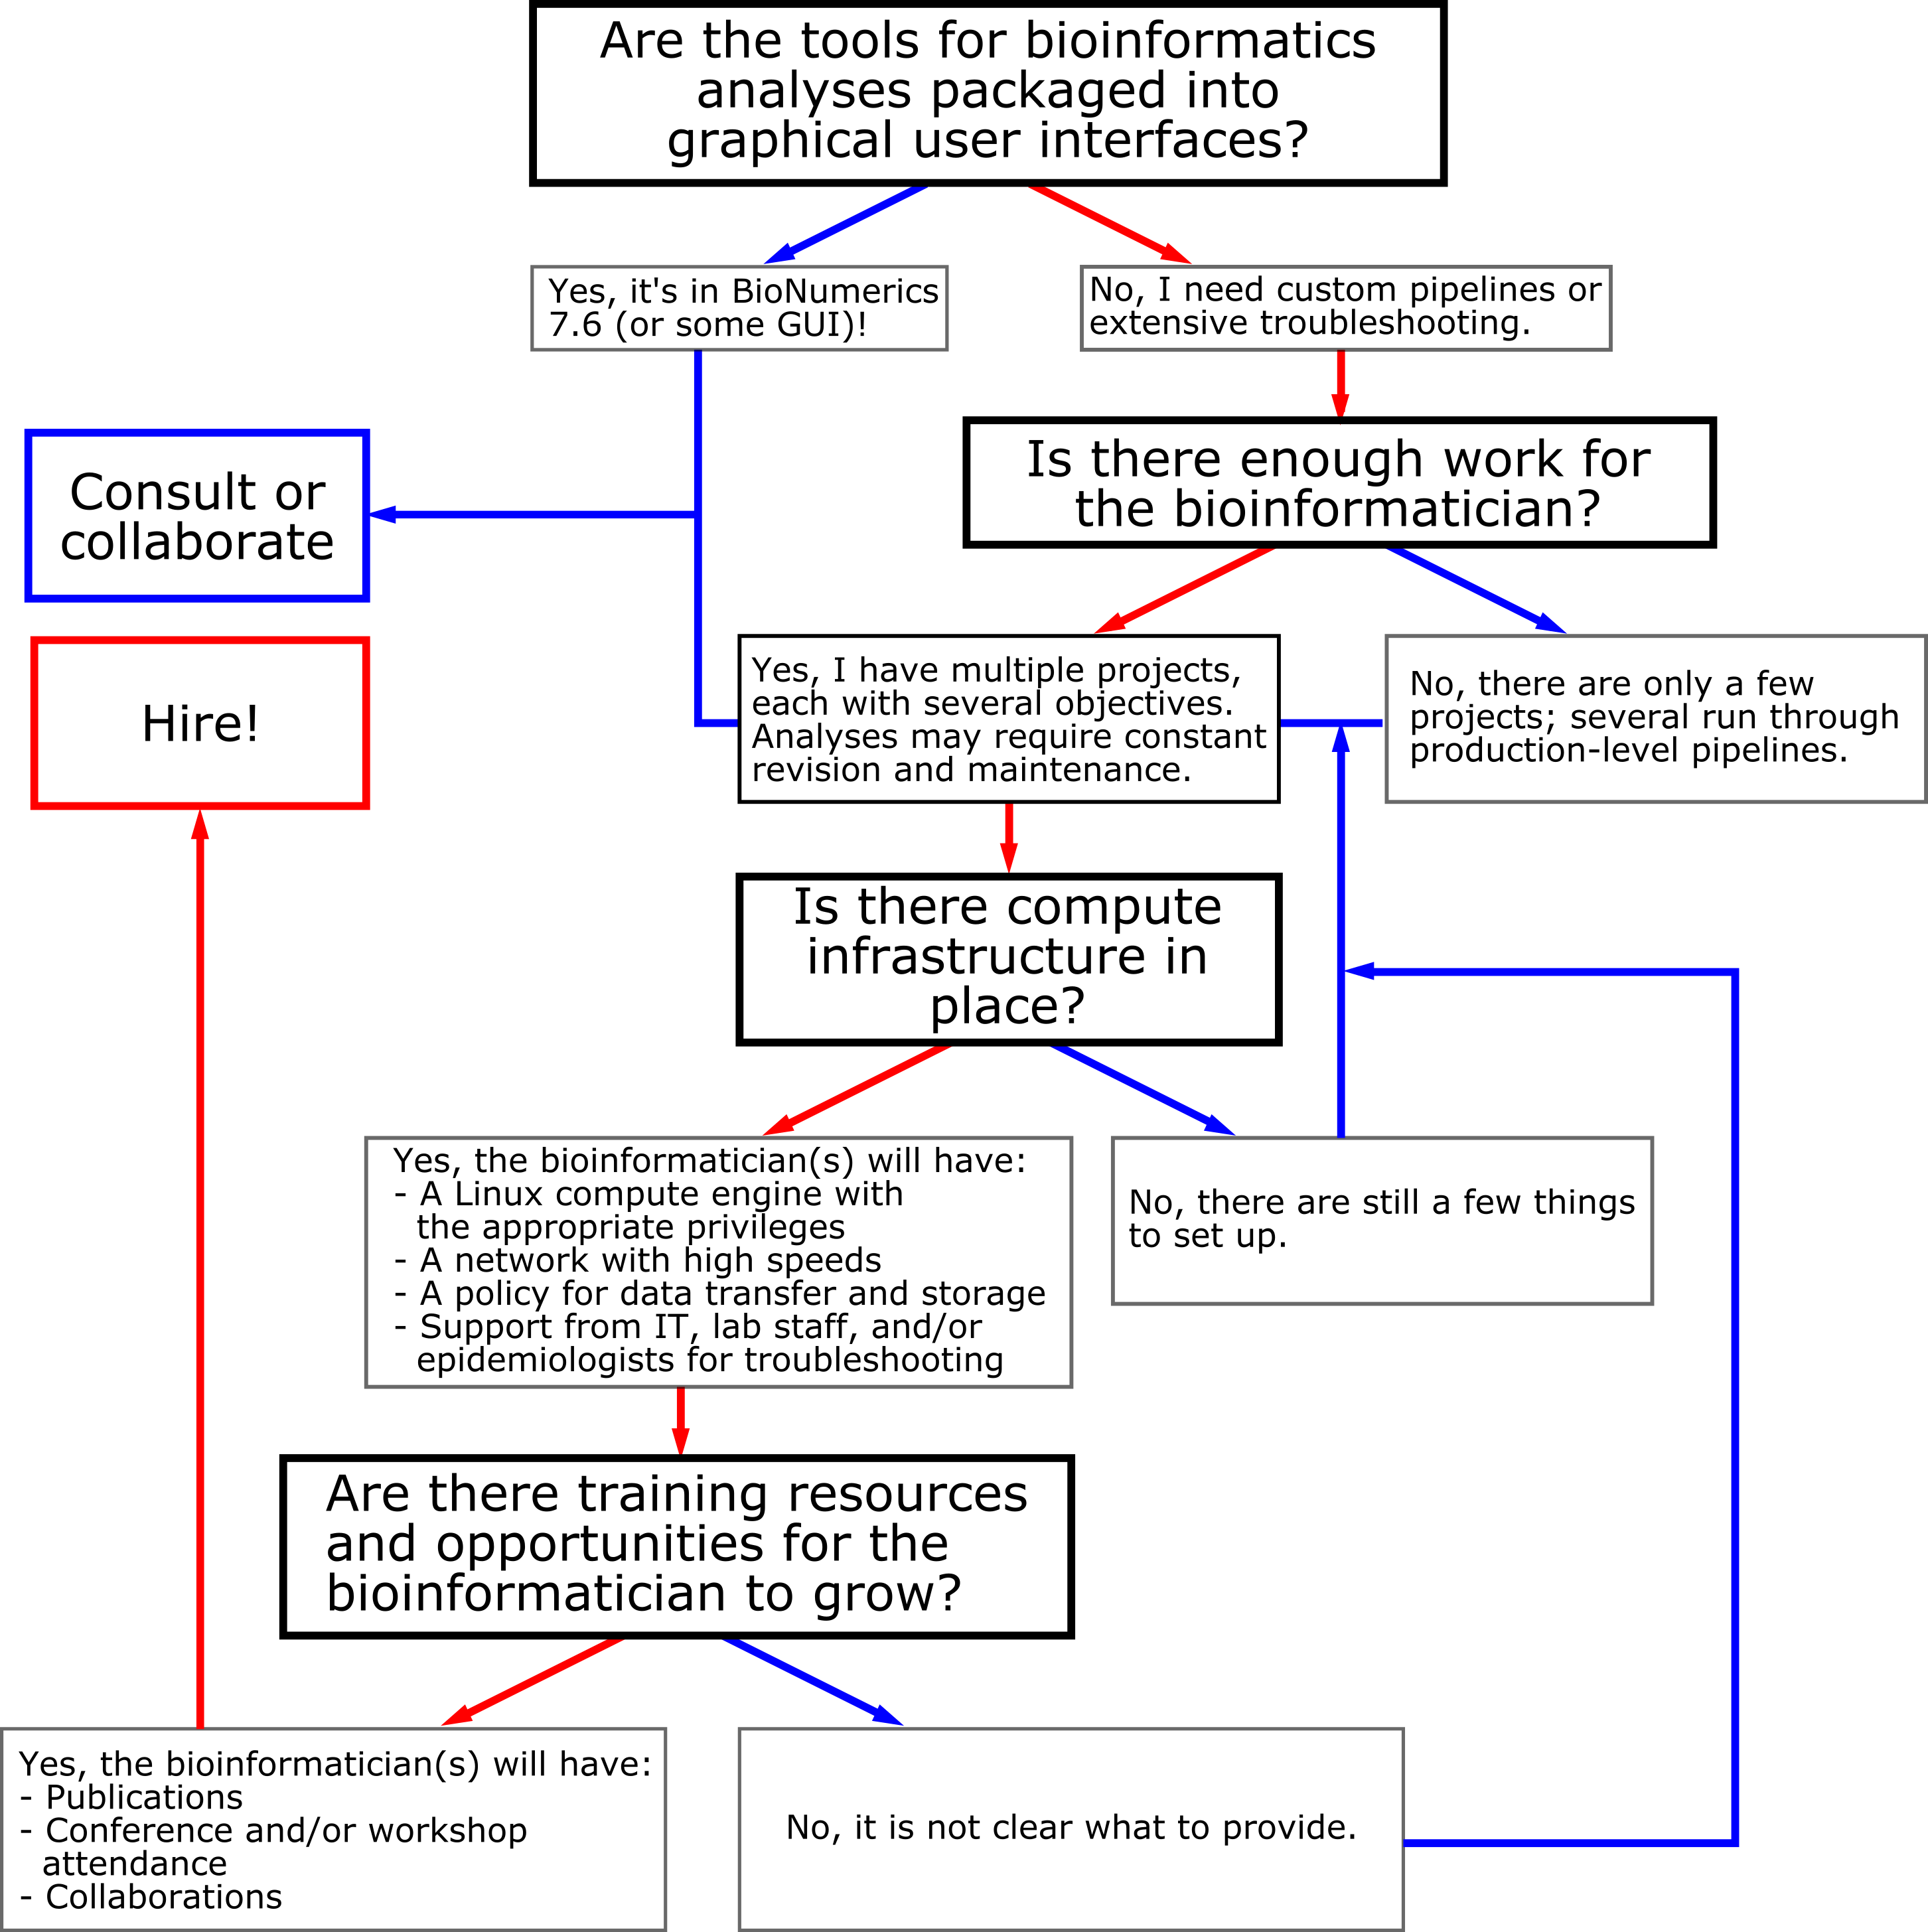 Are the tools for bioinformatics
analyses packaged into
graphical user interfaces?
Yes, it's in BioNumerics
7.6 (or some GUI)!
No, I need custom pipelines or
extensive troubleshooting.
Consult or
collaborate
Is there enough work for
the bioinformatician?
Hire!
Yes, I have multiple projects,
each with several objectives.
Analyses may require constant
revision and maintenance.
No, there are only a few
projects; several run through
production-level pipelines.
Is there compute
infrastructure in
place?
Yes, the bioinformatician(s) will have:
- A Linux compute engine with
the appropriate privileges
- A network with high speeds
- A policy for data transfer and storage
- Support from IT, lab staff, and/or
epidemiologists for troubleshooting
No, there are still a few things
to set up.
Are there training resources
and opportunities for the
bioinformatician to grow?
Yes, the bioinformatician(s) will have:
- Publications
- Conference and/or workshop
attendance
- Collaborations
No, it is not clear what to provide.